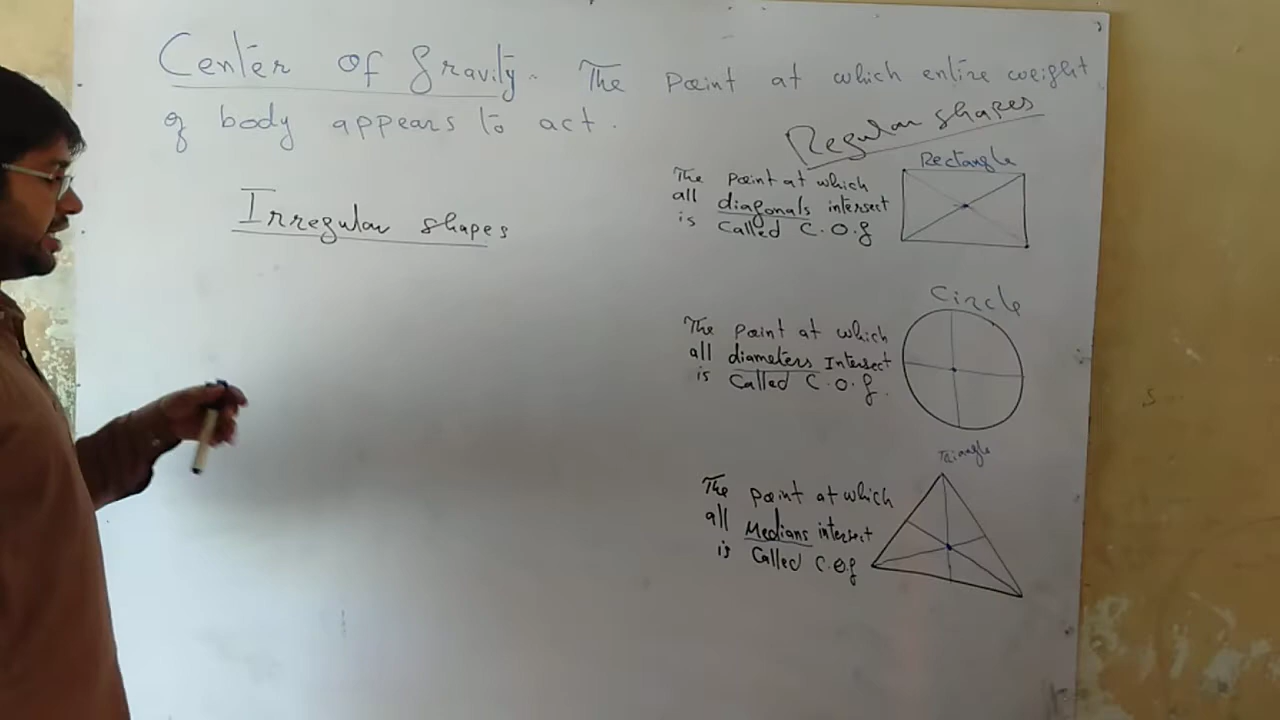 Center of gravity. The point at which entire weight
of body appears to act.
Regular shapes
Irregular shapes
Rectangle
The point at which
all diagonals intersect
is called C.O.g
Circle
The point at which
all diameters Intersect
is called C.O.g.
Triangle
The point at which
all Medians intersect
is called C.O.g